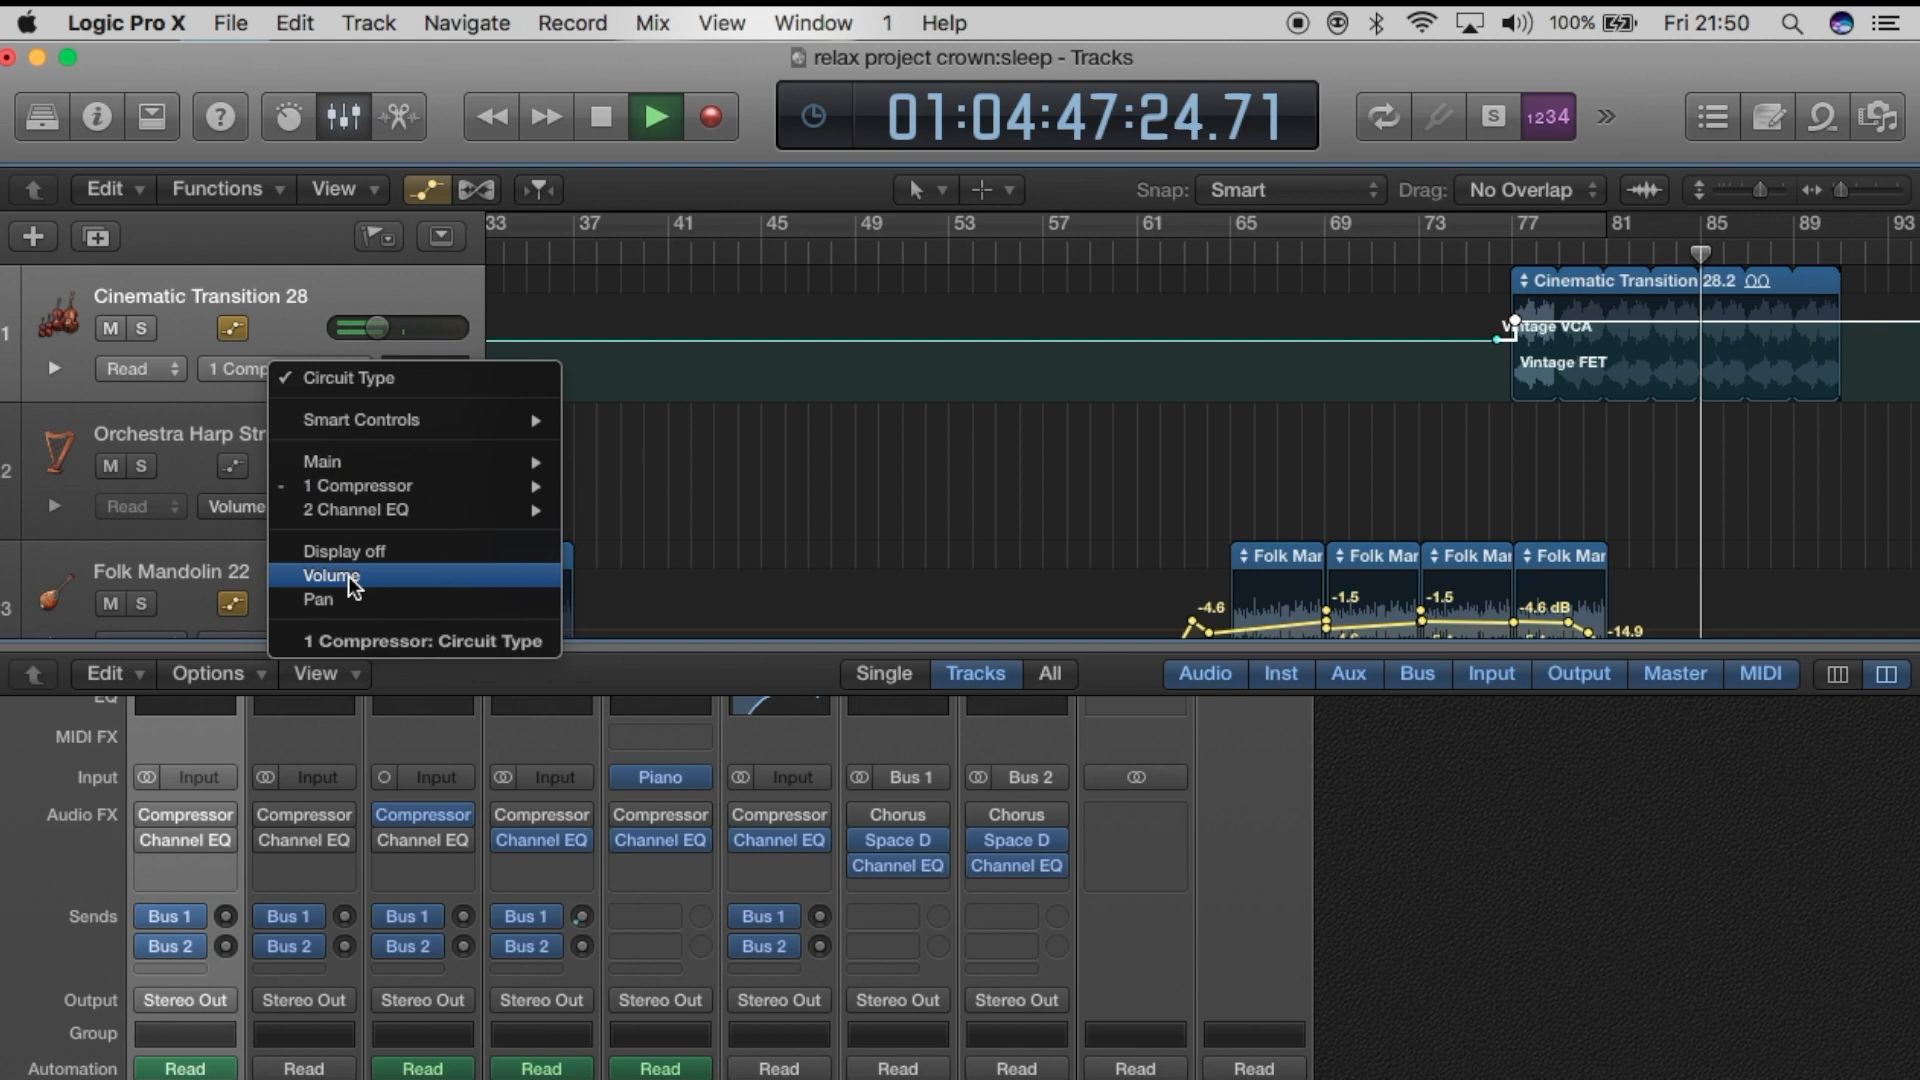 Logic Pro X File Edit Track Navigate Record Mix View Window 1 Help 100% Fri 21:50
relax project crown:sleep - Tracks
01:04:47:24.71
S 1234
Edit Functions View Snap: Smart Drag: No Overlap
33 37 41 45 49 53 57 61 65 69 73 77 81 85 89 93
Cinematic Transition 28
1
M S
Read 1 Comp
Cinematic Transition 28.2
Vintage VCA
Vintage FET
Circuit Type
Smart Controls
Main
1 Compressor
2 Channel EQ
Display off
Volume
Pan
1 Compressor: Circuit Type
Orchestra Harp Str
2
M S
Read Volume
Folk Mandolin 22
3
M S
Folk Mar Folk Mar Folk Mar Folk Mar
-4.6 -1.5 -1.5 -4.6 dB -14.9
Edit Options View Single Tracks All Audio Inst Aux Bus Input Output Master MIDI
EQ
MIDI FX
Input Input Input Input Input Piano Input Bus 1 Bus 2
Audio FX Compressor Compressor Compressor Compressor Compressor Compressor Chorus Chorus
Channel EQ Channel EQ Channel EQ Channel EQ Channel EQ Channel EQ Space D Space D
Channel EQ Channel EQ
Sends Bus 1 Bus 1 Bus 1 Bus 1 Bus 1
Bus 2 Bus 2 Bus 2 Bus 2 Bus 2
Output Stereo Out Stereo Out Stereo Out Stereo Out Stereo Out Stereo Out Stereo Out Stereo Out
Group
Automation Read Read Read Read Read Read Read Read Read Read